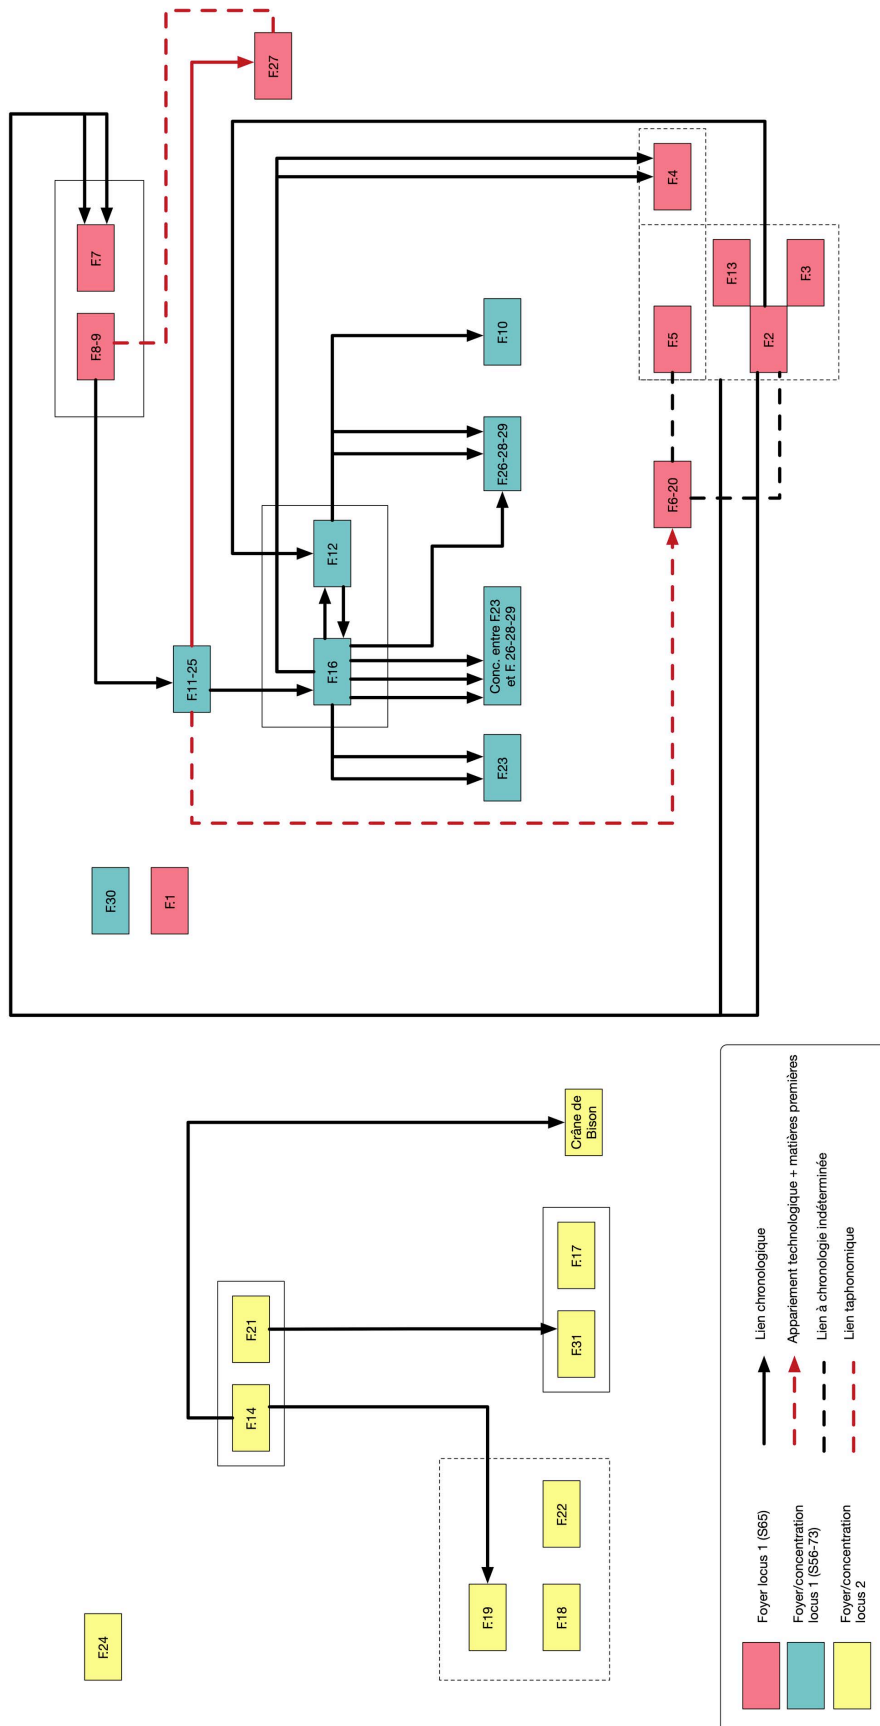 F.24
F.19
F.18
F.22
F.14
F.21
F.31
F.17
Crâne de
Bison
F.30
F.1
F.11-25
F.8-9
F.7
F.27
F.16
F.12
F.23
Conc. entre F.23
et F. 26-28-29
F.26-28-29
F.10
F.6-20
F.5
F.4
F.2
F.13
F.3
Foyer locus 1 (S65)
Foyer/concentration
locus 1 (S56-73)
Foyer/concentration
locus 2
Lien chronologique
Appariement technologique + matières premières
Lien à chronologie indéterminée
Lien taphonomique